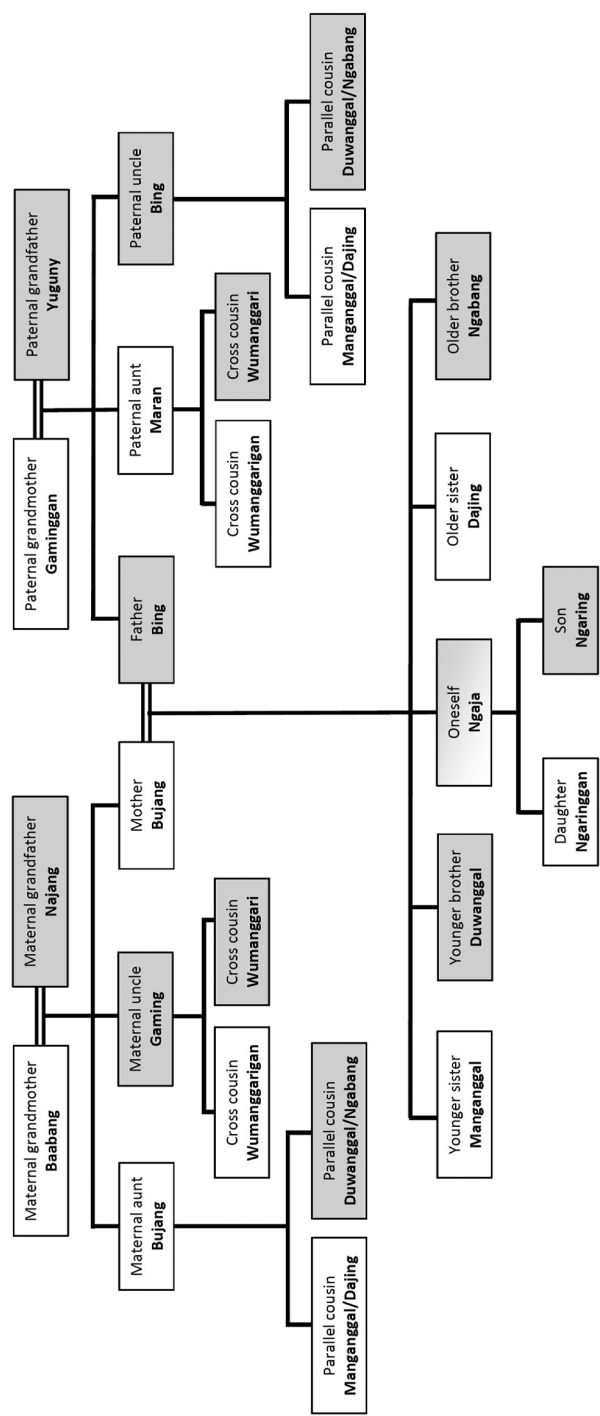 Maternal grandmother
Baabang
Maternal grandfather
Najang
Paternal grandmother
Gaminggan
Paternal grandfather
Yuguny
Maternal aunt
Bujang
Maternal uncle
Gaming
Mother
Bujang
Father
Bing
Paternal aunt
Maran
Paternal uncle
Bing
Cross cousin
Wumanggarigan
Cross cousin
Wumanggari
Cross cousin
Wumanggarigan
Cross cousin
Wumanggari
Parallel cousin
Manganggal/Dajing
Parallel cousin
Duwanggal/Ngabang
Parallel cousin
Manganggal/Dajing
Parallel cousin
Duwanggal/Ngabang
Younger sister
Manganggal
Younger brother
Duwanggal
Oneself
Ngaja
Older sister
Dajing
Older brother
Ngabang
Daughter
Ngaringgan
Son
Ngaring